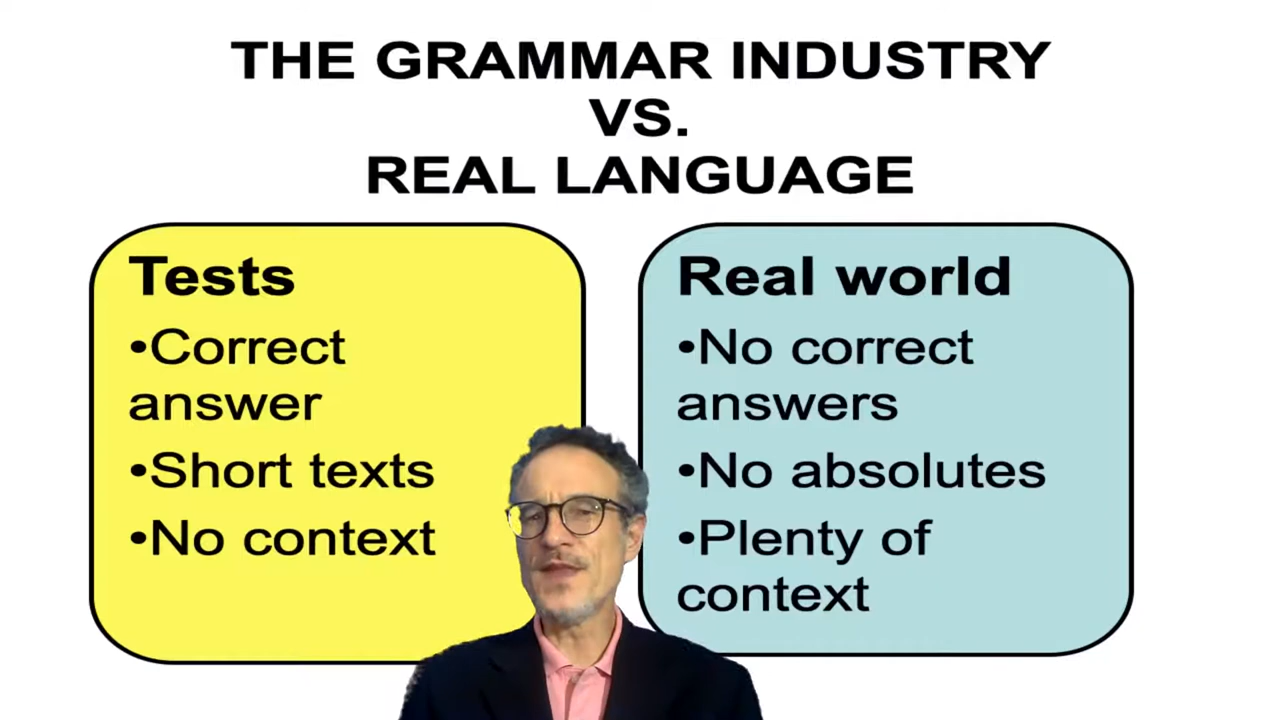 THE GRAMMAR INDUSTRY
VS.
REAL LANGUAGE
Tests
•Correct
answer
•Short texts
•No context
Real world
•No correct
answers
•No absolutes
•Plenty of
context